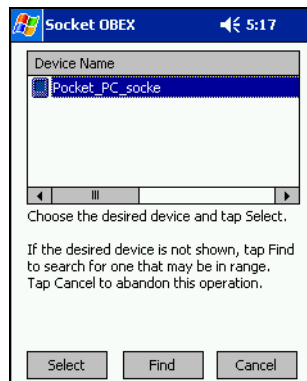 Socket OBEX 5:17
Device Name
Pocket_PC_socke
Choose the desired device and tap Select.
If the desired device is not shown, tap Find
to search for one that may be in range.
Tap Cancel to abandon this operation.
Select Find Cancel